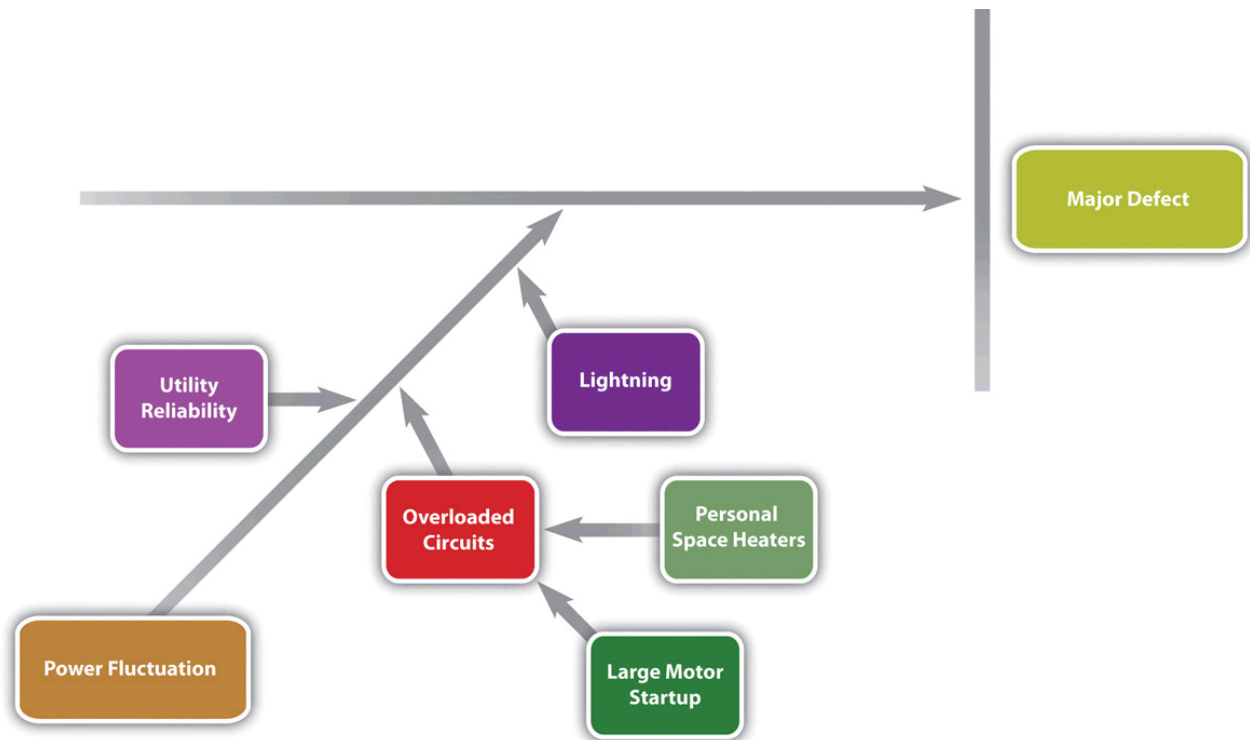 Major Defect
Utility
Reliability
Lightning
Overloaded
Circuits
Personal
Space Heaters
Power Fluctuation
Large Motor
Startup